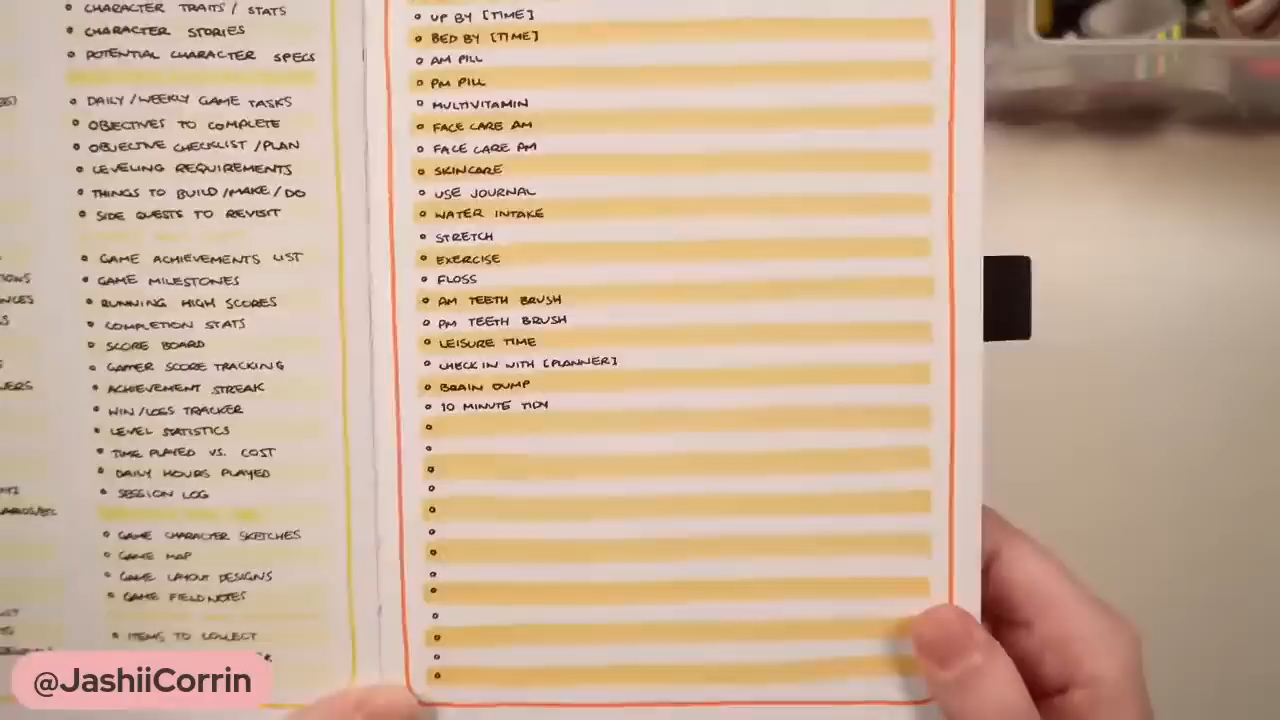 CHARACTER TRAITS / STATS
CHARACTER STORIES
POTENTIAL CHARACTER SPECS
DAILY/WEEKLY GAME TASKS
OBJECTIVES TO COMPLETE
OBJECTIVE CHECKLIST/PLAN
LEVELING REQUIREMENTS
THINGS TO BUILD/MAKE/DO
SIDE QUESTS TO REVISIT
GAME ACHIEVEMENTS LIST
GAME MILESTONES
RUNNING HIGH SCORES
COMPLETION STATS
SCORE BOARD
GAMER SCORE TRACKING
ACHIEVEMENT STREAK
WIN/LOSS TRACKER
LEVEL STATISTICS
TIME PLAYED VS. COST
DAILY HOURS PLAYED
SESSION LOG
GAME CHARACTER SKETCHES
GAME MAP
GAME LAYOUT DESIGNS
GAME FIELD NOTES
ITEMS TO COLLECT
UP BY [TIME]
BED BY [TIME]
AM PILL
PM PILL
MULTIVITAMIN
FACE CARE AM
FACE CARE PM
SKINCARE
USE JOURNAL
WATER INTAKE
STRETCH
EXERCISE
FLOSS
AM TEETH BRUSH
PM TEETH BRUSH
LEISURE TIME
CHECK IN WITH [PLANNER]
BRAIN DUMP
10 MINUTE TIDY
@JashiiCorrin